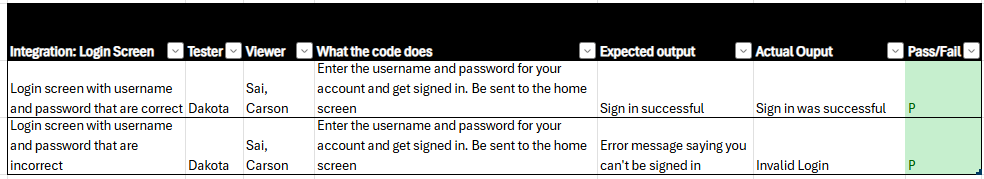 Integration: Login Screen Tester Viewer What the code does Expected output Actual Ouput Pass/Fail
Enter the username and password for your
Login screen with username Sai, account and get signed in. Be sent to the home
and password that are correct Dakota Carson screen Sign in successful Sign in was successful P
Login screen with username Enter the username and password for your
and password that are Sai, account and get signed in. Be sent to the home Error message saying you
incorrect Dakota Carson screen can't be signed in Invalid Login P